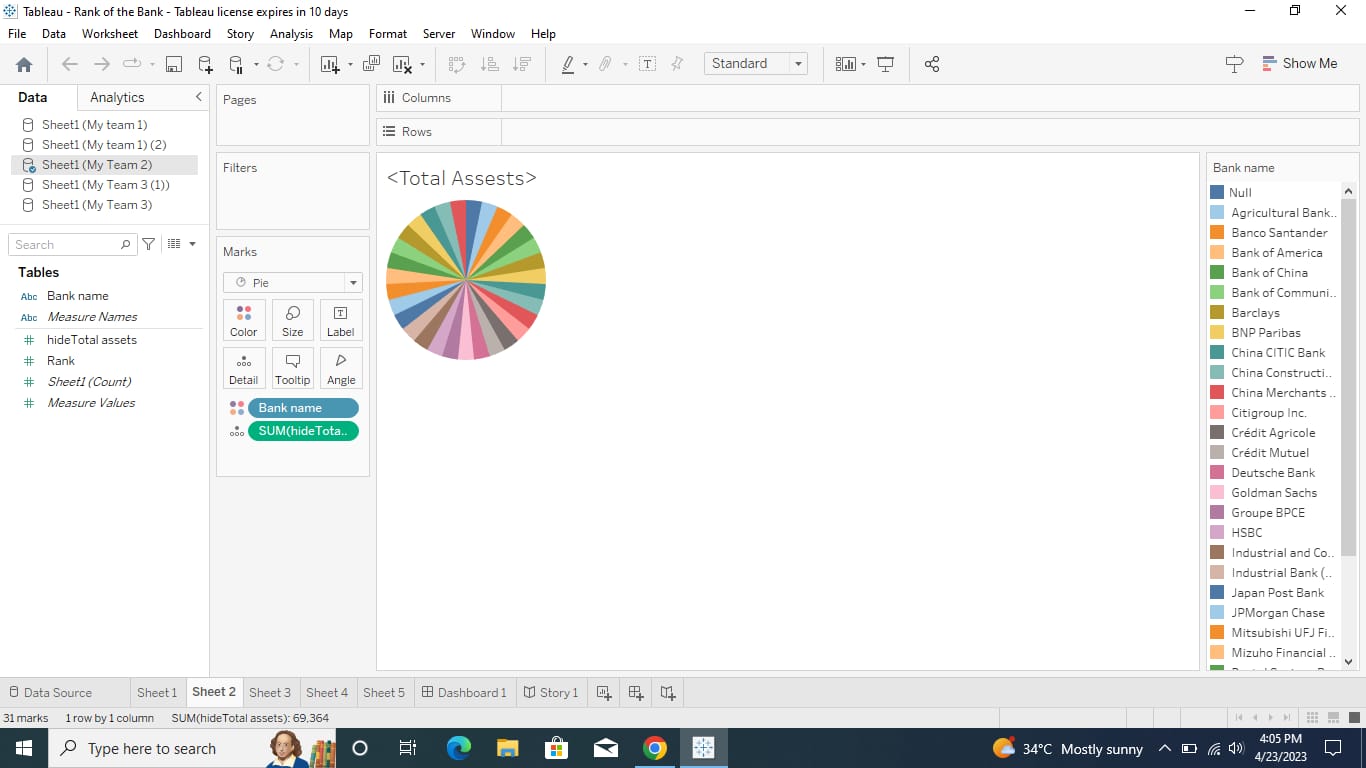 Tableau - Rank of the Bank - Tableau license expires in 10 days
File Data Worksheet Dashboard Story Analysis Map Format Server Window Help
Standard
Show Me
Data Analytics
Sheet1 (My team 1)
Sheet1 (My team 1) (2)
Sheet1 (My Team 2)
Sheet1 (My Team 3 (1))
Sheet1 (My Team 3)
Search
Tables
Abc Bank name
Abc Measure Names
# hideTotal assets
# Rank
# Sheet1 (Count)
# Measure Values
Pages
Filters
Marks
Pie
Color Size Label
Detail Tooltip Angle
Bank name
SUM(hideTota..
Columns
Rows
<Total Assests>
Bank name
Null
Agricultural Bank..
Banco Santander
Bank of America
Bank of China
Bank of Communi..
Barclays
BNP Paribas
China CITIC Bank
China Constructi..
China Merchants ..
Citigroup Inc.
Crédit Agricole
Crédit Mutuel
Deutsche Bank
Goldman Sachs
Groupe BPCE
HSBC
Industrial and Co..
Industrial Bank (..
Japan Post Bank
JPMorgan Chase
Mitsubishi UFJ Fi..
Mizuho Financial ..
Data Source Sheet 1 Sheet 2 Sheet 3 Sheet 4 Sheet 5 Dashboard 1 Story 1
31 marks 1 row by 1 column SUM(hideTotal assets): 69,364
Type here to search
34°C Mostly sunny
4:05 PM
4/23/2023